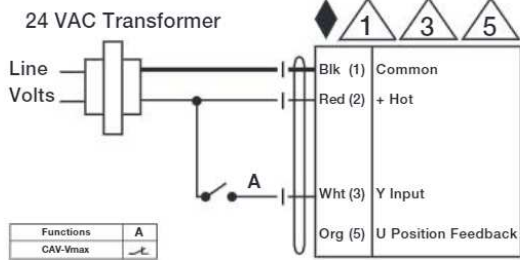 24 VAC Transformer
1 3 5
Line
Volts
Blk (1) Common
Red (2) + Hot
A
Wht (3) Y Input
Org (5) U Position Feedback
Functions A
CAV-Vmax